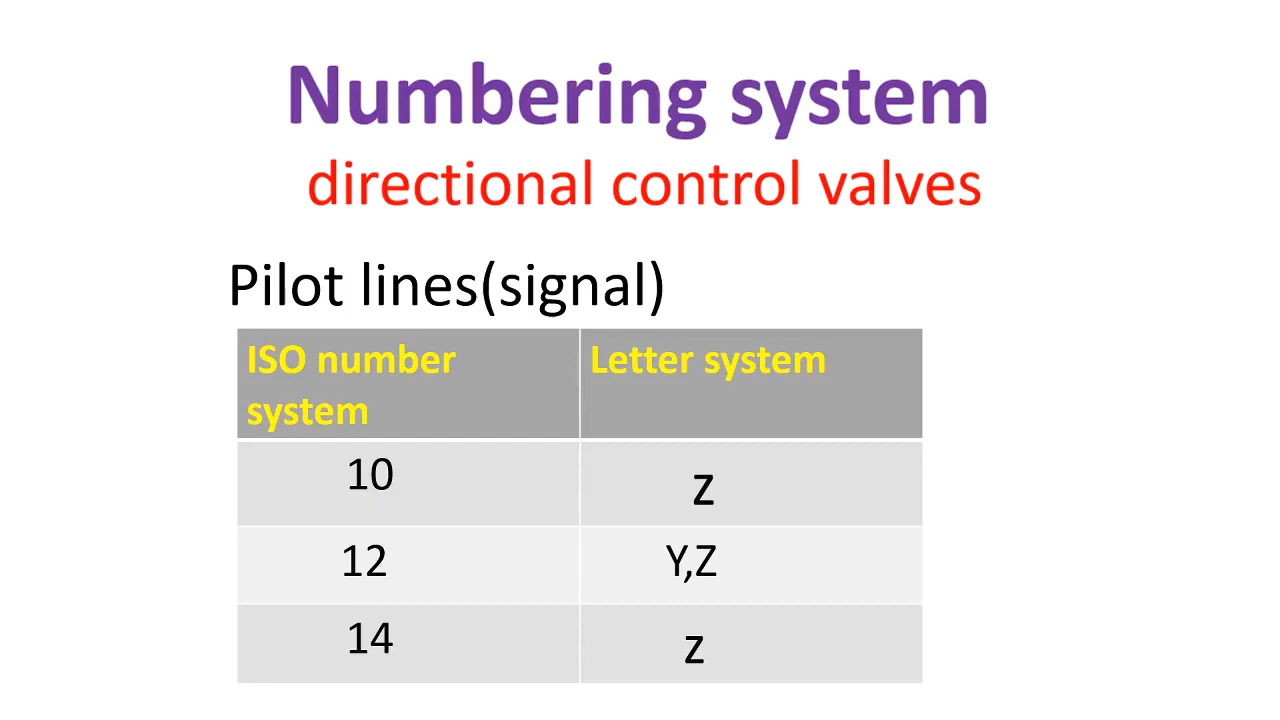 Numbering system
directional control valves
Pilot lines(signal)
ISO number system
Letter system
10
Z
12
Y,Z
14
Z